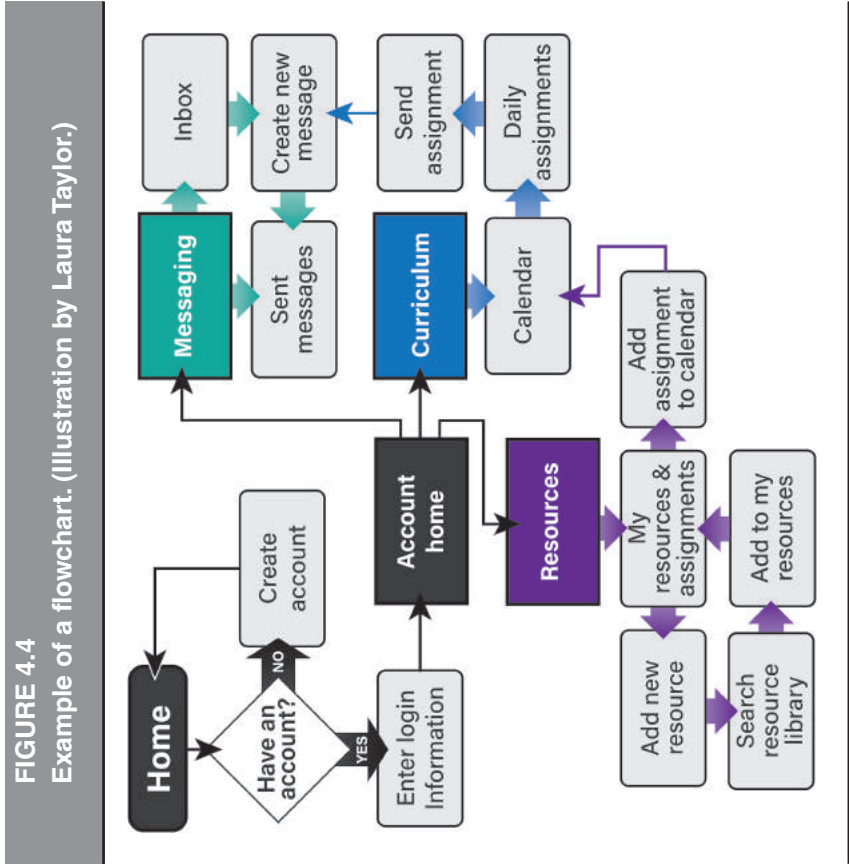 FIGURE 4.4
Example of a flowchart. (Illustration by Laura Taylor.)
Home
Have an
account?
NO
Create
account
YES
Enter login
Information
Account
home
Messaging
Inbox
Sent
messages
Create new
message
Curriculum
Calendar
Daily
assignments
Send
assignment
Resources
My
resources &
assignments
Add new
resource
Search
resource
library
Add to my
resources
Add
assignment
to calendar